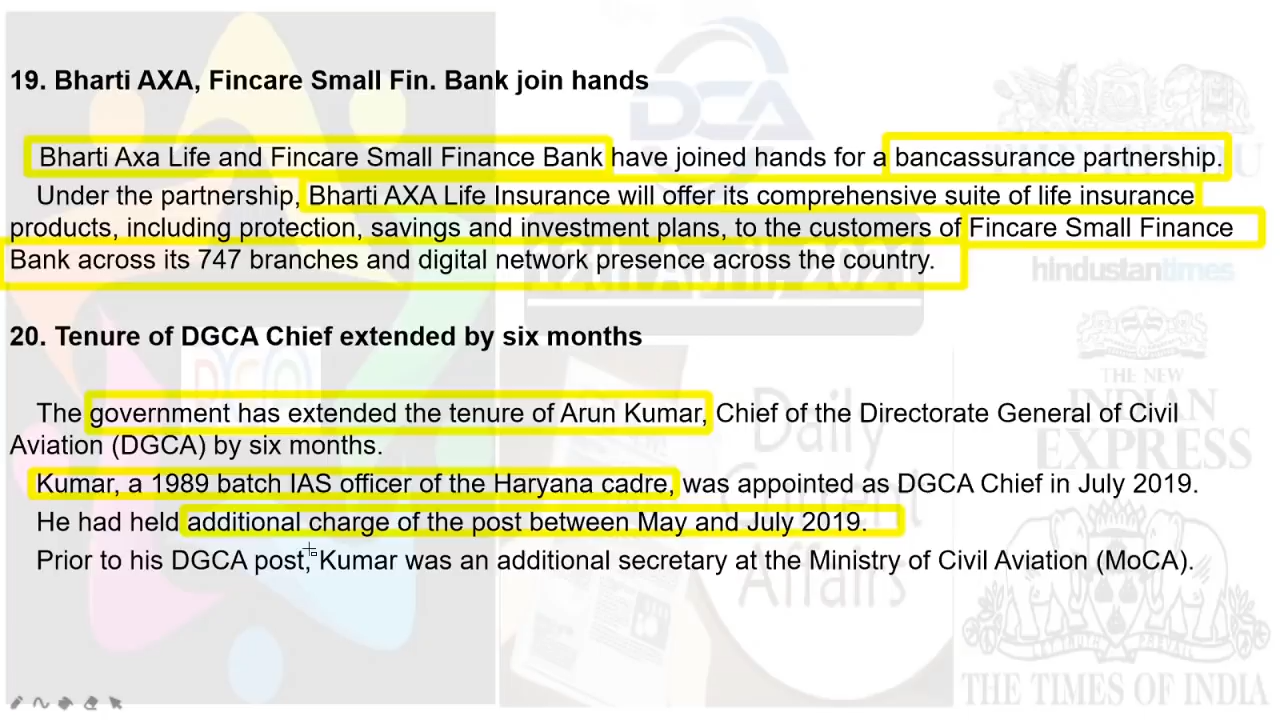 19. Bharti AXA, Fincare Small Fin. Bank join hands
Bharti Axa Life and Fincare Small Finance Bank have joined hands for a bancassurance partnership.
Under the partnership, Bharti AXA Life Insurance will offer its comprehensive suite of life insurance
products, including protection, savings and investment plans, to the customers of Fincare Small Finance
Bank across its 747 branches and digital network presence across the country.
20. Tenure of DGCA Chief extended by six months
The government has extended the tenure of Arun Kumar, Chief of the Directorate General of Civil
Aviation (DGCA) by six months.
Kumar, a 1989 batch IAS officer of the Haryana cadre, was appointed as DGCA Chief in July 2019.
He had held additional charge of the post between May and July 2019.
Prior to his DGCA post, Kumar was an additional secretary at the Ministry of Civil Aviation (MoCA).
DCA
THE HINDU
12th April, 2021
hindustantimes
DCA
THE NEW
INDIAN
EXPRESS
Daily
Current
Affairs
THE TIMES OF INDIA